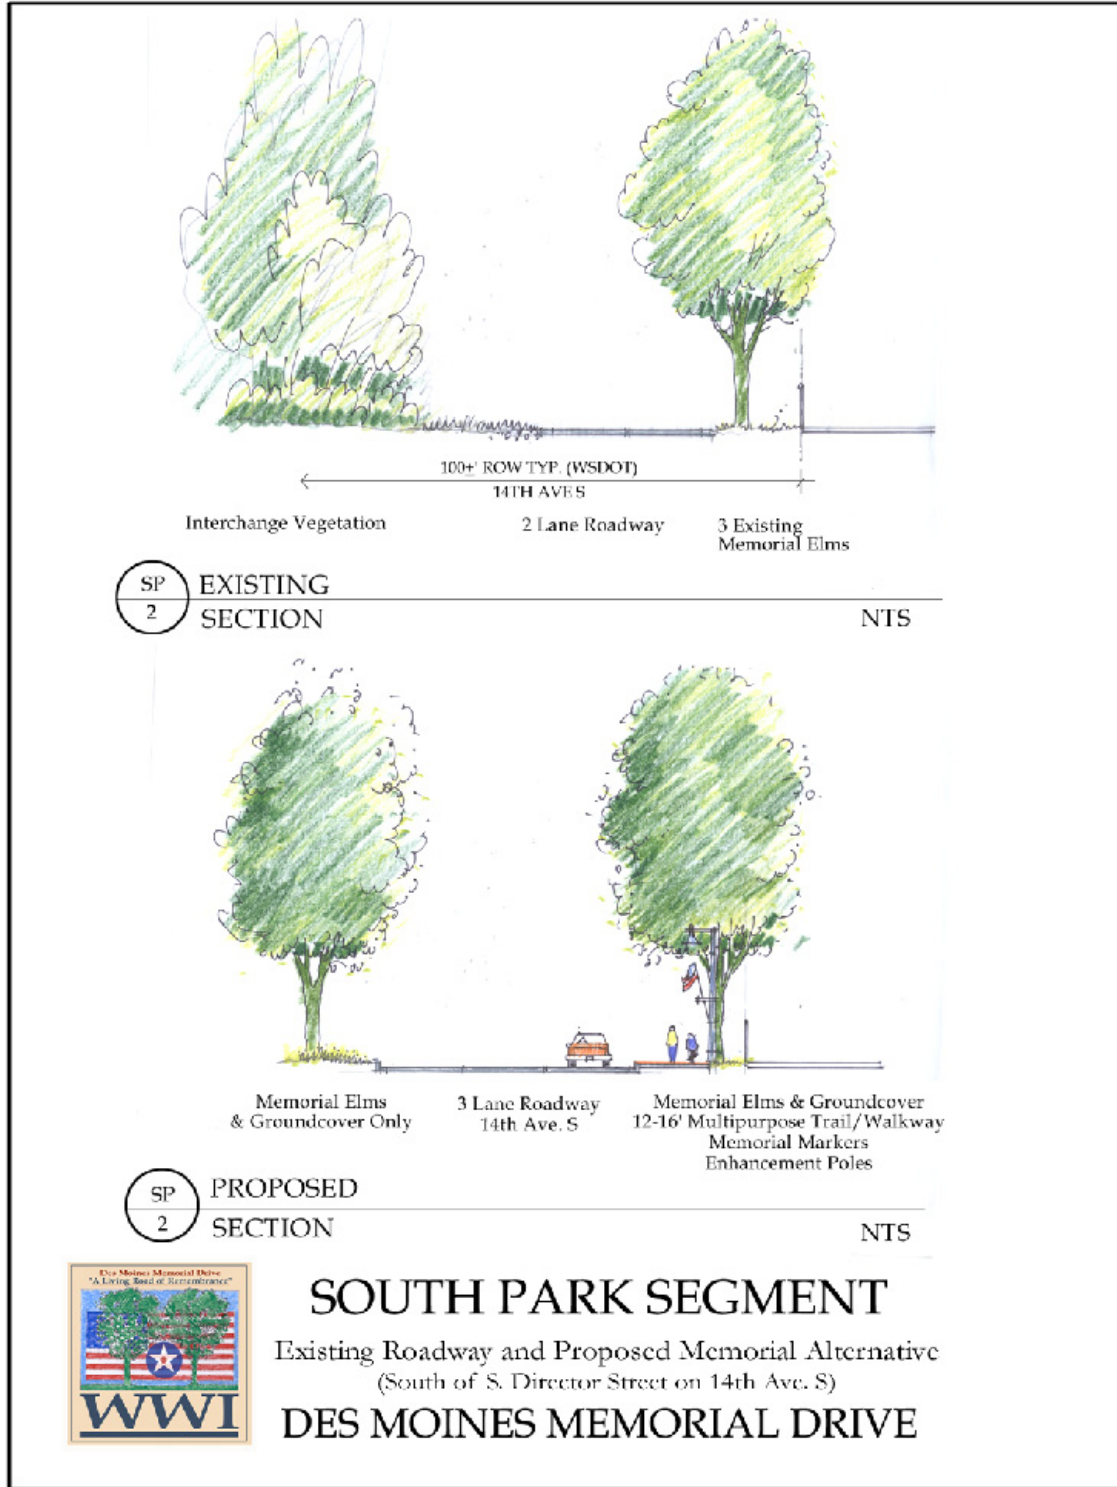 100±' ROW TYP. (WSDOT)
14TH AVE S
Interchange Vegetation
2 Lane Roadway
3 Existing
Memorial Elms
SP
2
EXISTING
SECTION
NTS
Memorial Elms
& Groundcover Only
3 Lane Roadway
14th Ave. S
Memorial Elms & Groundcover
12-16' Multipurpose Trail/Walkway
Memorial Markers
Enhancement Poles
SP
2
PROPOSED
SECTION
NTS
Des Moines Memorial Drive
"A Living Road of Remembrance"
WWI
SOUTH PARK SEGMENT
Existing Roadway and Proposed Memorial Alternative
(South of S. Director Street on 14th Ave. S)
DES MOINES MEMORIAL DRIVE